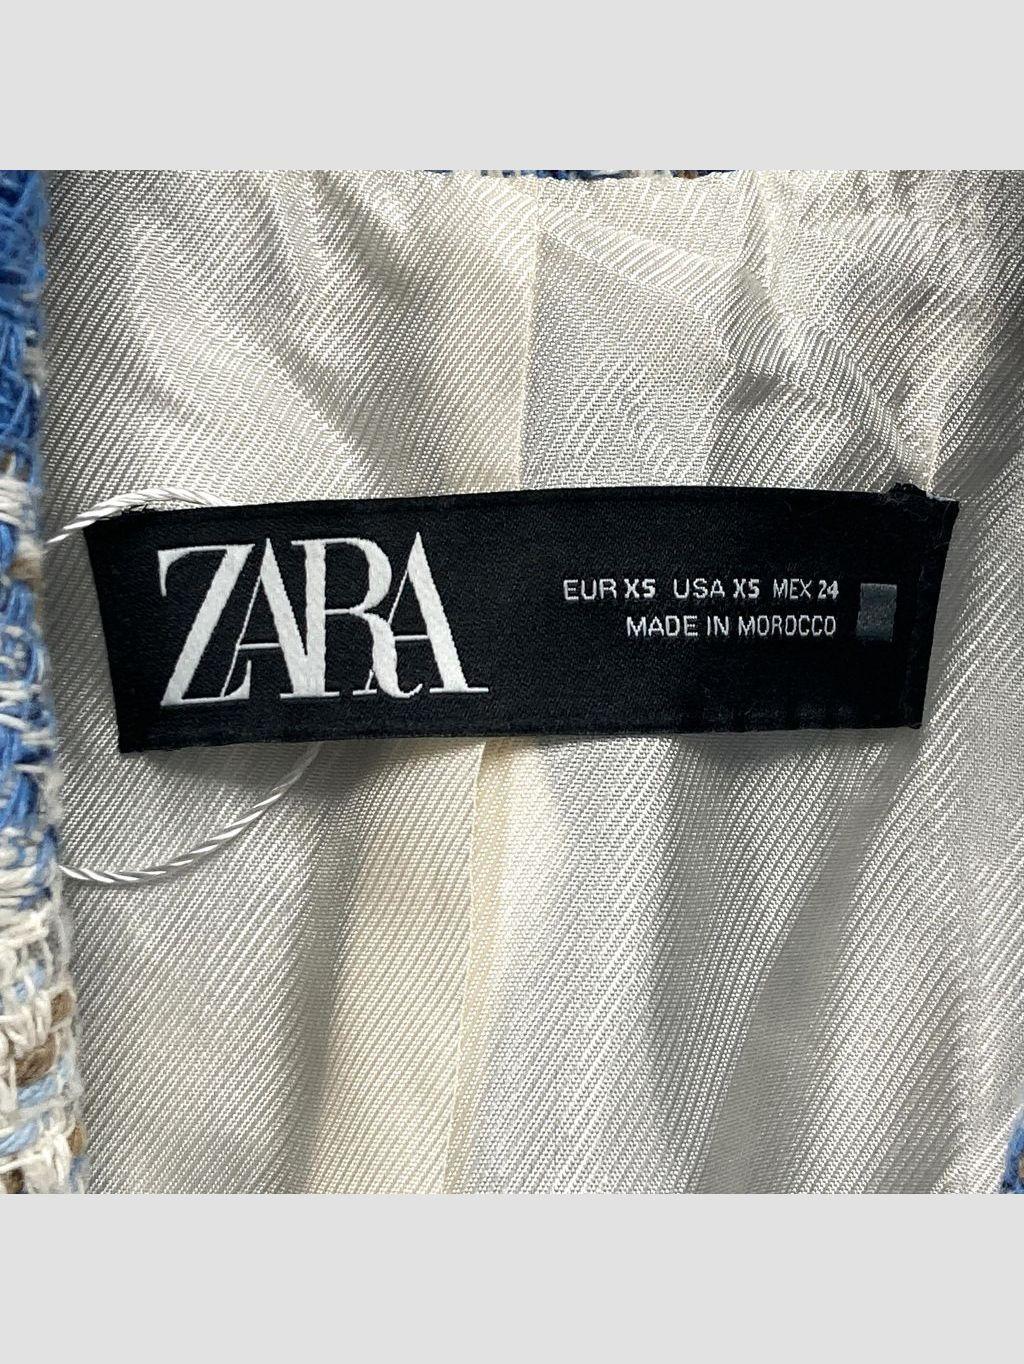 ZARA
EUR XS USA XS MEX 24
MADE IN MOROCCO